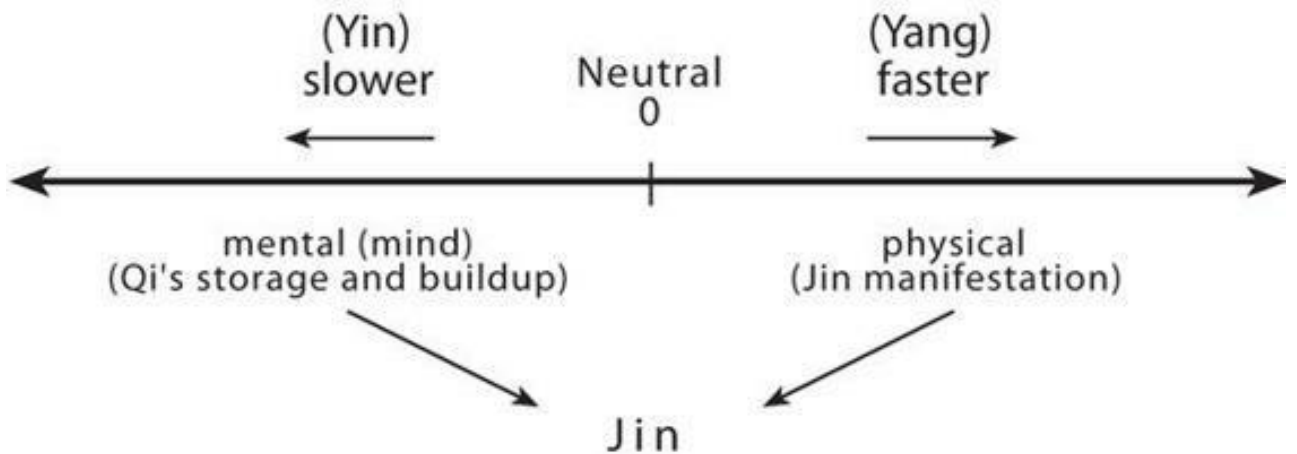 (Yin)
slower
Neutral
0
(Yang)
faster
mental (mind)
(Qi's storage and buildup)
physical
(Jin manifestation)
Jin